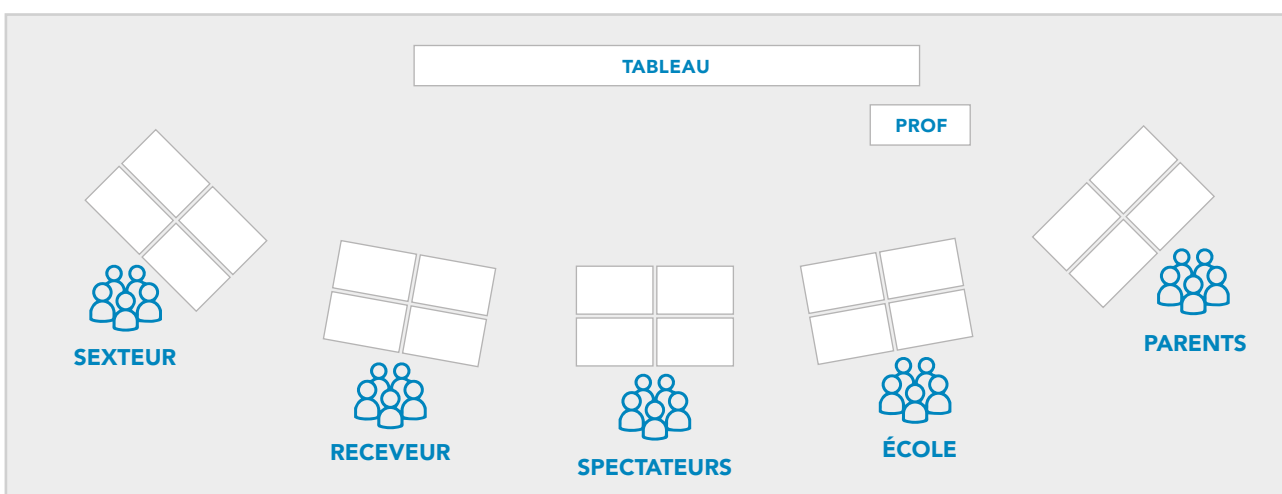 TABLEAU
PROF
SEXTEUR
RECEVEUR
SPECTATEURS
ÉCOLE
PARENTS